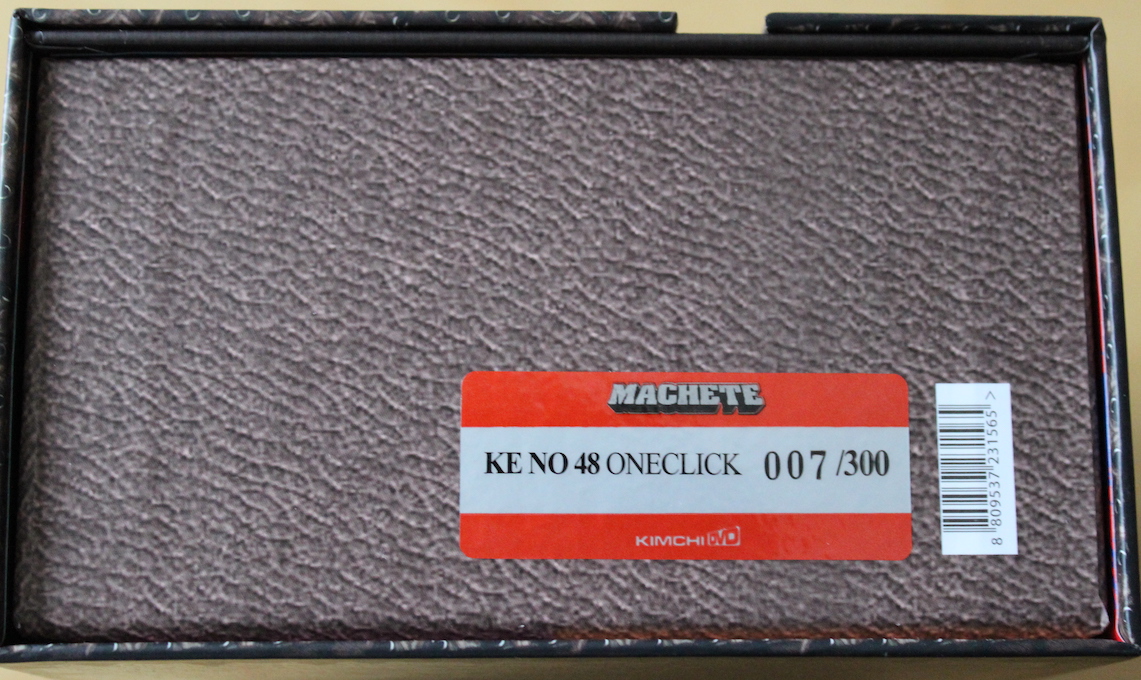 MACHETE
KE NO 48 ONECLICK 007/300
KIMCHI DVD
8 809537 231565 >